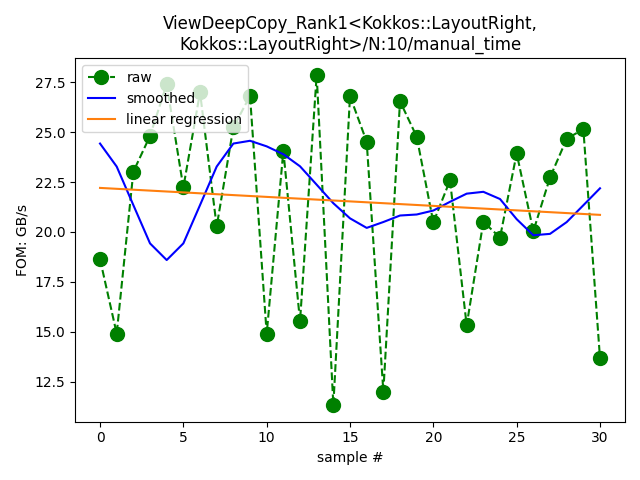 ViewDeepCopy_Rank1<Kokkos::LayoutRight,
Kokkos::LayoutRight>/N:10/manual_time
raw
smoothed
linear regression
FOM: GB/s
27.5
25.0
22.5
20.0
17.5
15.0
12.5
0
5
10
15
20
25
30
sample #